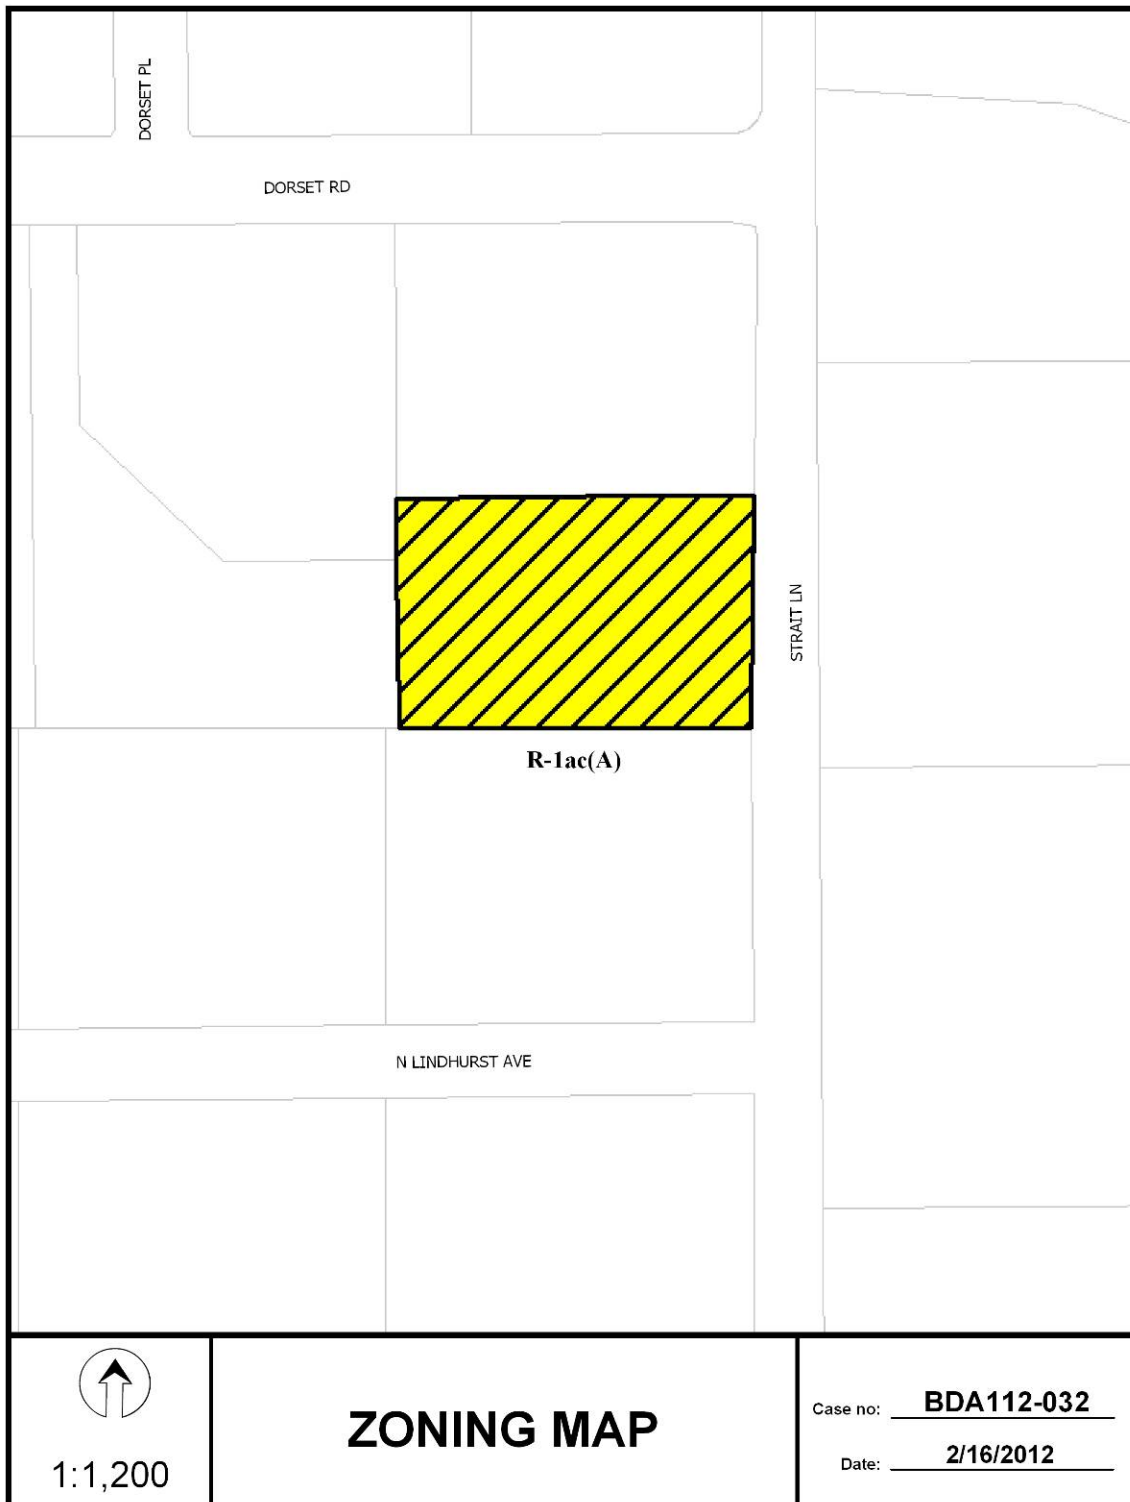 DORSET PL
DORSET RD
STRAIT LN
R-1ac(A)
N LINDHURST AVE
1:1,200
ZONING MAP
Case no: BDA112-032
Date: 2/16/2012